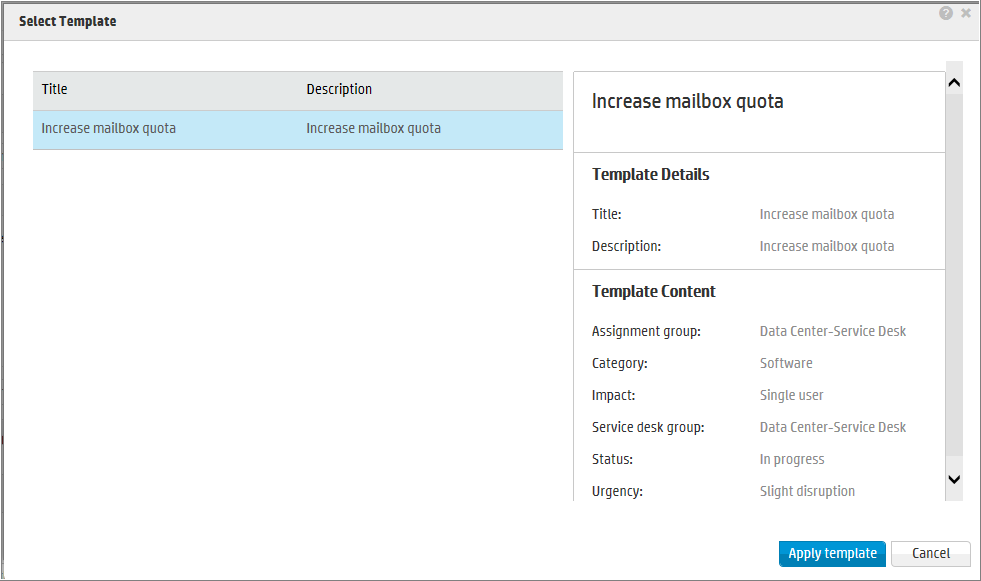 Select Template
Title Description
Increase mailbox quota Increase mailbox quota
Increase mailbox quota
Template Details
Title: Increase mailbox quota
Description: Increase mailbox quota
Template Content
Assignment group: Data Center-Service Desk
Category: Software
Impact: Single user
Service desk group: Data Center-Service Desk
Status: In progress
Urgency: Slight disruption
Apply template Cancel